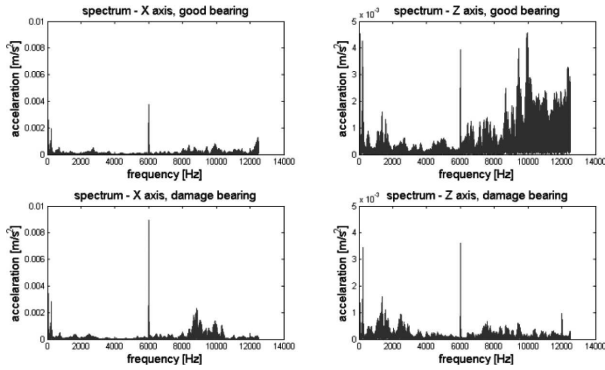 spectrum - X axis, good bearing
0.01
0.008
0.006
0.004
0.002
0
accelaration [m/s²]
0 2000 4000 6000 8000 10000 12000 14000
frequency [Hz]
spectrum - Z axis, good bearing
x 10⁻³
5
4
3
2
1
0
accelaration [m/s²]
0 2000 4000 6000 8000 10000 12000 14000
frequency [Hz]
spectrum - X axis, damage bearing
0.01
0.008
0.006
0.004
0.002
0
accelaration [m/s²]
0 2000 4000 6000 8000 10000 12000 14000
frequency [Hz]
spectrum - Z axis, damage bearing
x 10⁻³
5
4
3
2
1
0
accelaration [m/s²]
0 2000 4000 6000 8000 10000 12000 14000
frequency [Hz]